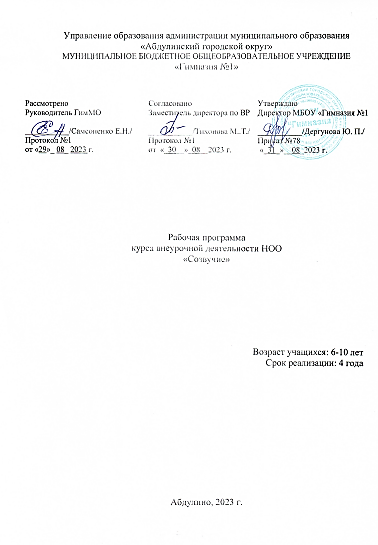 Управление образования администрации муниципального образования
«Абдулинский городской округ»
МУНИЦИПАЛЬНОЕ БЮДЖЕТНОЕ ОБЩЕОБРАЗОВАТЕЛЬНОЕ УЧРЕЖДЕНИЕ
«Гимназия №1»
Рассмотрено
Руководитель ГимМО
/Самсоненко Е.Н./
Протокол №1
от «29» 08 2023 г.
Согласовано
Заместитель директора по ВР
М.Т./
Протокол №1
от « 30 » 08 2023 г.
Утверждаю
Директор МБОУ «Гимназия №1
/Дергунова Ю. П./
Приказ №78
« 31 » 08 2023 г.
Рабочая программа
курса внеурочной деятельности НОО
«Созвучие»
Возраст учащихся: 6-10 лет
Срок реализации: 4 года
Абдулино, 2023 г.